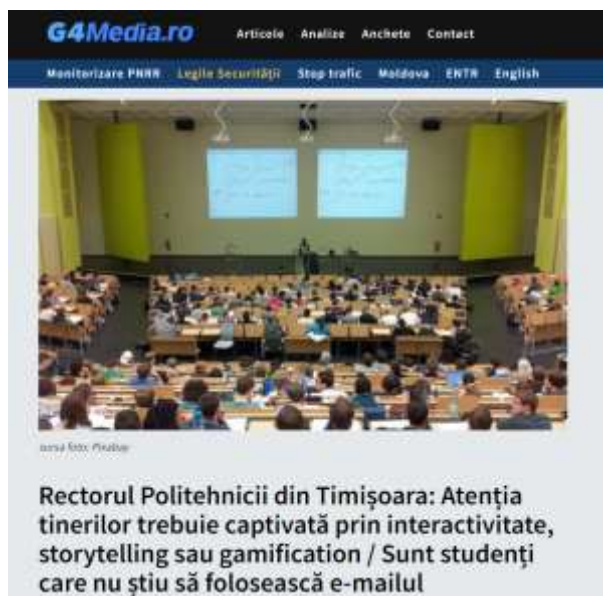 G4Media.ro
Articole Analize Anchete Contact
Monitorizare PNRR Legile Securității Stop trafic Moldova ENTR English
sursa foto: Pixabay
Rectorul Politehnicii din Timișoara: Atenția
tinerilor trebuie captivată prin interactivitate,
storytelling sau gamification / Sunt studenți
care nu știu să folosească e-mailul